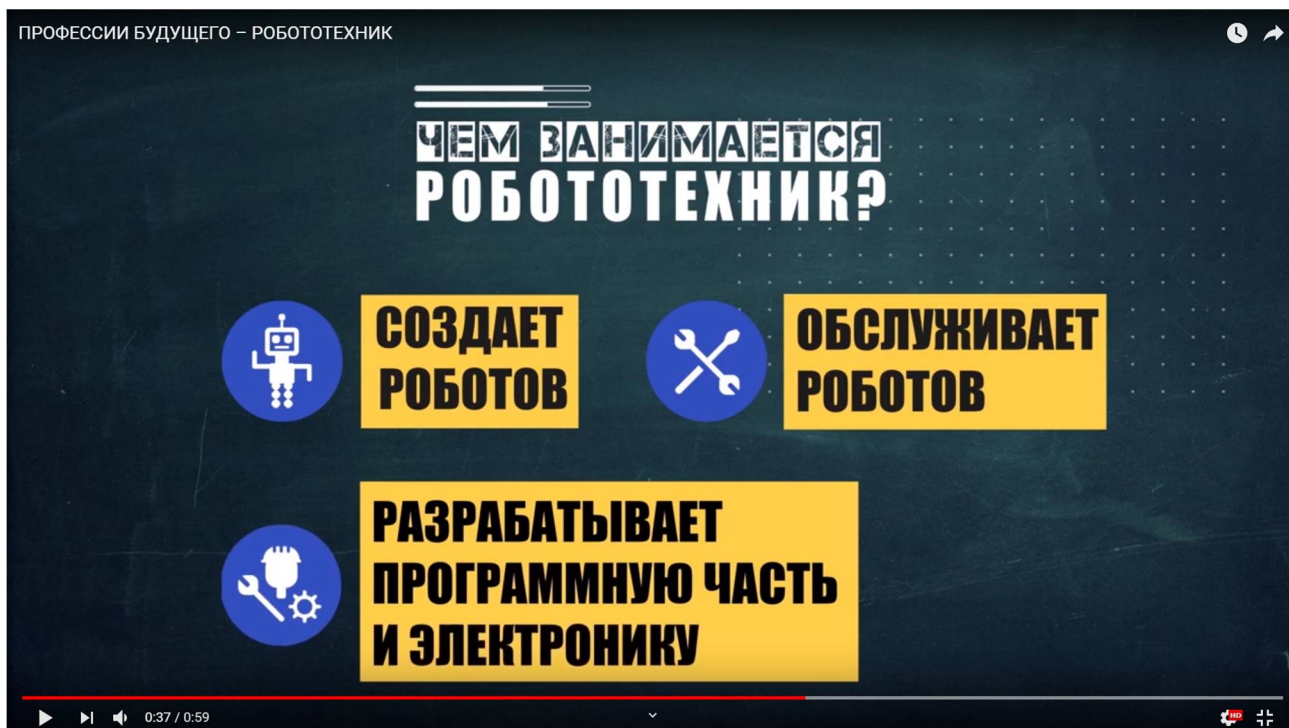 ПРОФЕССИИ БУДУЩЕГО – РОБОТОТЕХНИК
ЧЕМ ЗАНИМАЕТСЯ
РОБОТОТЕХНИК?
СОЗДАЕТ
РОБОТОВ
ОБСЛУЖИВАЕТ
РОБОТОВ
РАЗРАБАТЫВАЕТ
ПРОГРАММНУЮ ЧАСТЬ
И ЭЛЕКТРОНИКУ
0:37 / 0:59
HD